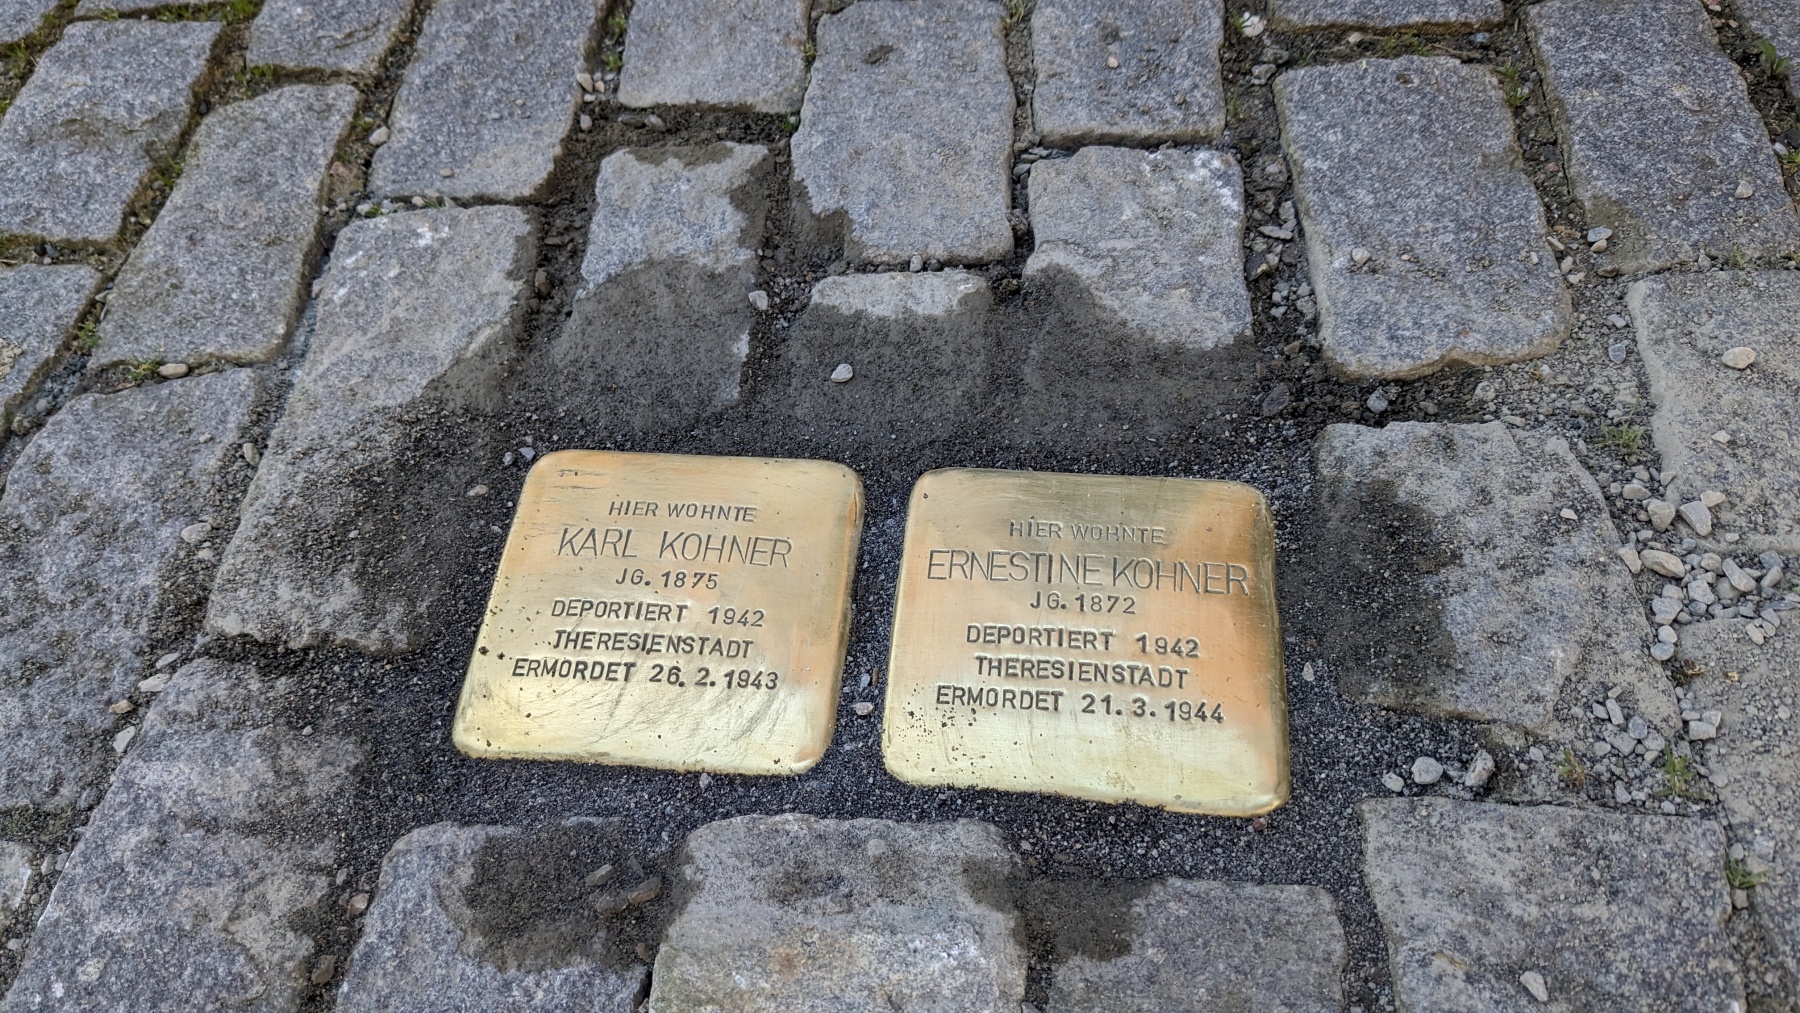 HIER WOHNTE
KARL KOHNER
JG. 1875
DEPORTIERT 1942
THERESIENSTADT
ERMORDET 26.2.1943
HIER WOHNTE
ERNESTINE KOHNER
JG. 1872
DEPORTIERT 1942
THERESIENSTADT
ERMORDET 21.3.1944